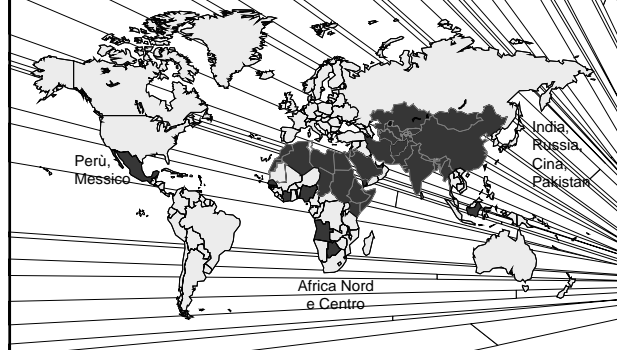 Perù,
Messico
India,
Russia,
Cina,
Pakistan
Africa Nord
e Centro